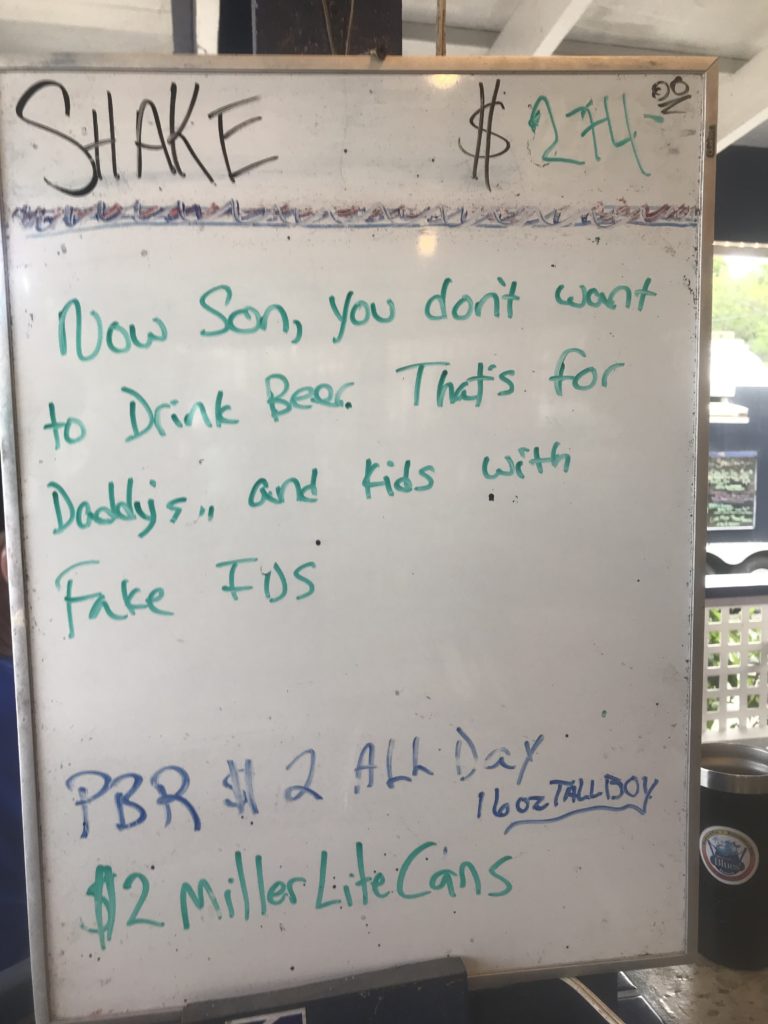 SHAKE $ 274.00
Now Son, you don't want
to Drink Beer. That's for
Daddy's,, and kids with
Fake IDS
PBR $2 ALL Day
16oz TALLBOY
$2 Miller Lite Cans
Blues